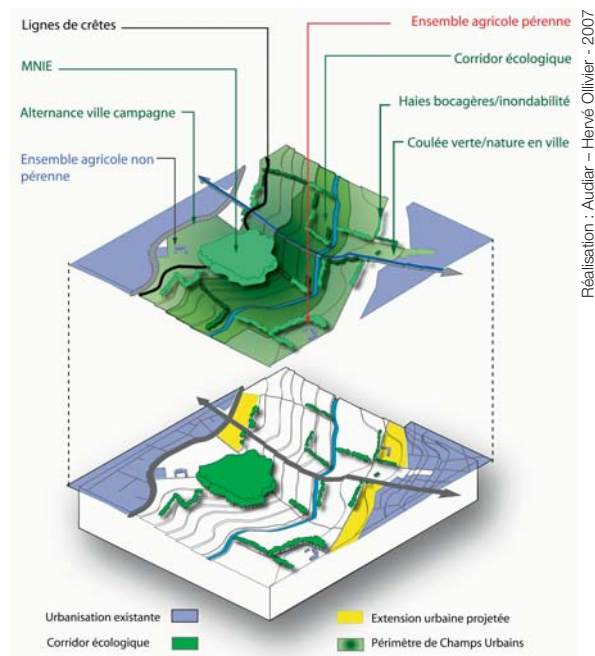 Lignes de crêtes
MNIE
Alternance ville campagne
Ensemble agricole non
pérenne
Ensemble agricole pérenne
Corridor écologique
Haies bocagères/inondabilité
Coulée verte/nature en ville
Réalisation : Audiar – Hervé Ollivier - 2007
Urbanisation existante
Extension urbaine projetée
Corridor écologique
Périmètre de Champs Urbains